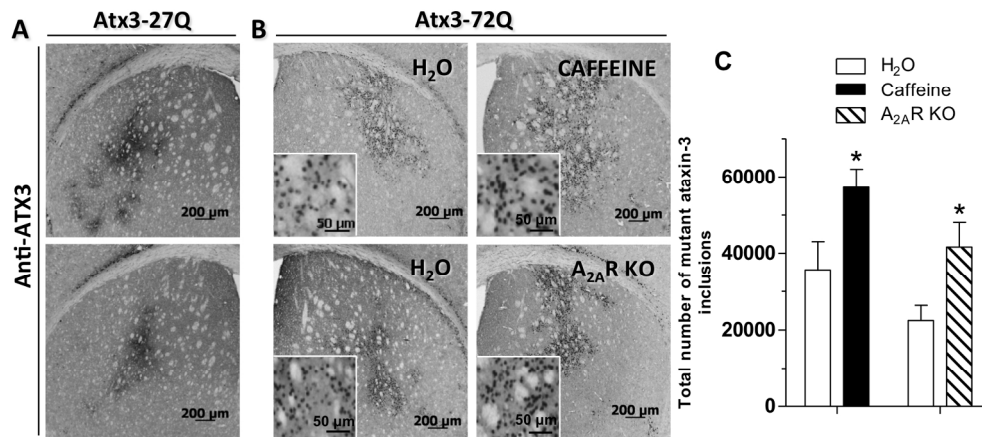 A
Atx3-27Q
B
Atx3-72Q
Anti-ATX3
200 µm
200 µm
H₂O
50 µm
200 µm
CAFFEINE
50 µm
200 µm
H₂O
50 µm
200 µm
A₂ₐR KO
50 µm
200 µm
C
H₂O
Caffeine
A₂ₐR KO
Total number of mutant ataxin-3
inclusions
60000
40000
20000
0
*
*